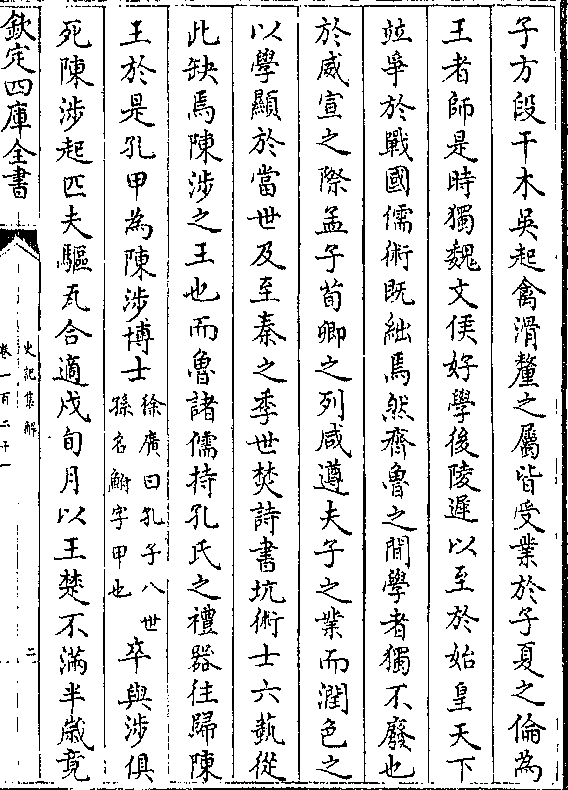 子方段干木吳起禽滑釐之屬皆受業於子夏之倫為
王者師是時獨魏文侯好學後陵遲以至於始皇天下
竝爭於戰國儒術既絀焉然齊魯之間學者獨不廢也
於威宣之際孟子荀卿之列咸遵夫子之業而潤色之
以學顯於當世及至秦之季世焚詩書坑術士六藝從
此缺焉陳涉之王也而魯諸儒持孔氏之禮器往歸陳
王於是孔甲為陳涉博士徐廣曰孔子八世孫名鮒字甲也卒與涉俱
死陳涉起匹夫驅瓦合適戍旬月以王楚不滿半歳竟
欽定四庫全書
史記集解
卷一百二十一
二